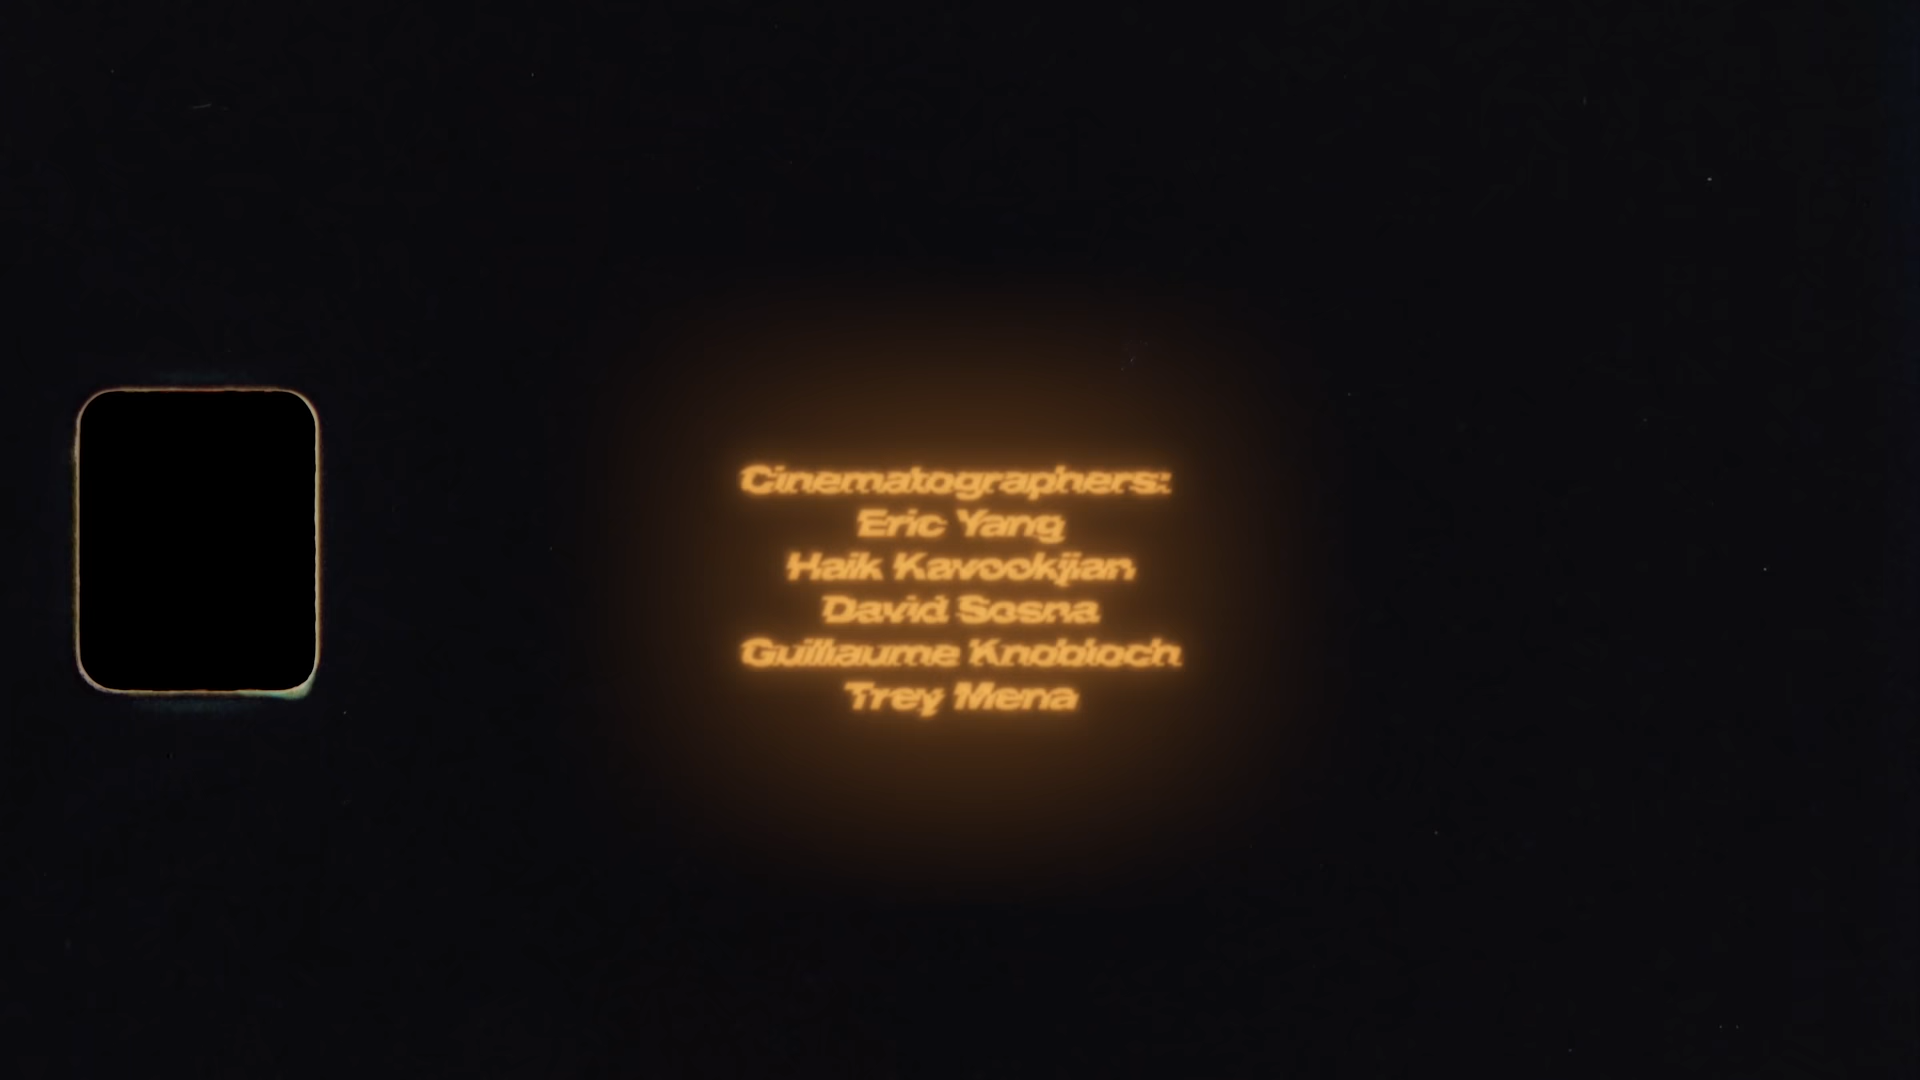 Cinematographers:
Eric Yang
Haik Kavookjian
David Sosna
Guillaume Knobloch
Trey Mena